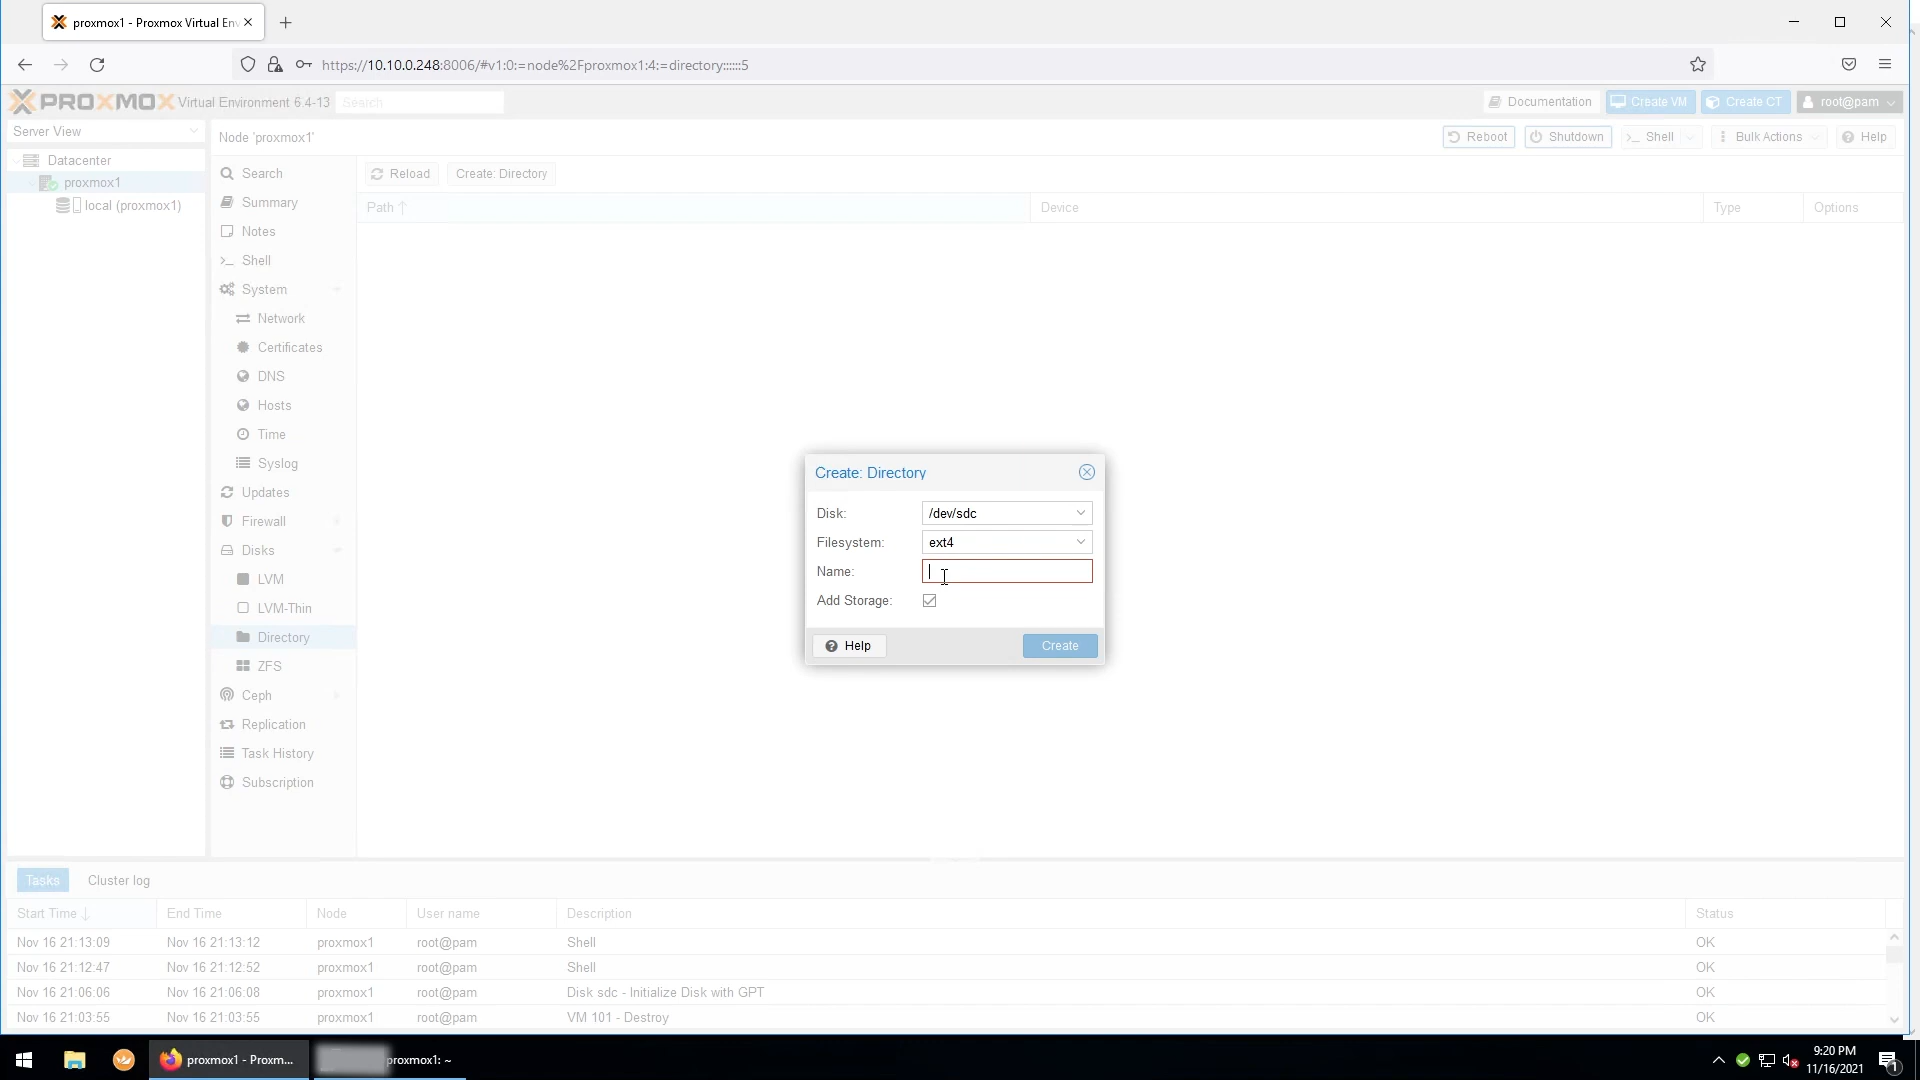 proxmox1 - Proxmox Virtual En
https://10.10.0.248:8006/#v1:0:=node%2Fproxmox1:4:=directory::::::5
PROXMOX Virtual Environment 6.4-13 Search
Documentation Create VM Create CT root@pam
Server View
Node 'proxmox1'
Reboot Shutdown Shell Bulk Actions Help
Datacenter
proxmox1
local (proxmox1)
Search
Summary
Notes
Shell
System
Network
Certificates
DNS
Hosts
Time
Syslog
Updates
Firewall
Disks
LVM
LVM-Thin
Directory
ZFS
Ceph
Replication
Task History
Subscription
Reload Create: Directory
Path Device Type Options
Create: Directory
Disk: /dev/sdc
Filesystem: ext4
Name:
Add Storage:
Help Create
Tasks Cluster log
Start Time End Time Node User name Description Status
Nov 16 21:13:09 Nov 16 21:13:12 proxmox1 root@pam Shell OK
Nov 16 21:12:47 Nov 16 21:12:52 proxmox1 root@pam Shell OK
Nov 16 21:06:06 Nov 16 21:06:08 proxmox1 root@pam Disk sdc - Initialize Disk with GPT OK
Nov 16 21:03:55 Nov 16 21:03:55 proxmox1 root@pam VM 101 - Destroy OK
proxmox1 - Proxm... proxmox1: ~
9:20 PM
11/16/2021
1